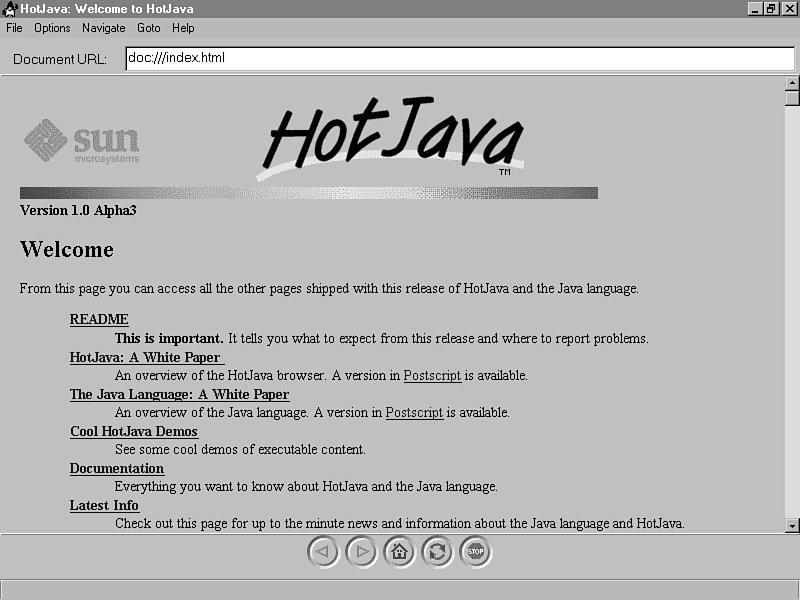 HotJava: Welcome to HotJava
File Options Navigate Goto Help
Document URL: doc:///index.html
sun
microsystems
HotJava
TM
Version 1.0 Alpha3
Welcome
From this page you can access all the other pages shipped with this release of HotJava and the Java language.
README
This is important. It tells you what to expect from this release and where to report problems.
HotJava: A White Paper
An overview of the HotJava browser. A version in Postscript is available.
The Java Language: A White Paper
An overview of the Java language. A version in Postscript is available.
Cool HotJava Demos
See some cool demos of executable content.
Documentation
Everything you want to know about HotJava and the Java language.
Latest Info
Check out this page for up to the minute news and information about the Java language and HotJava.
STOP